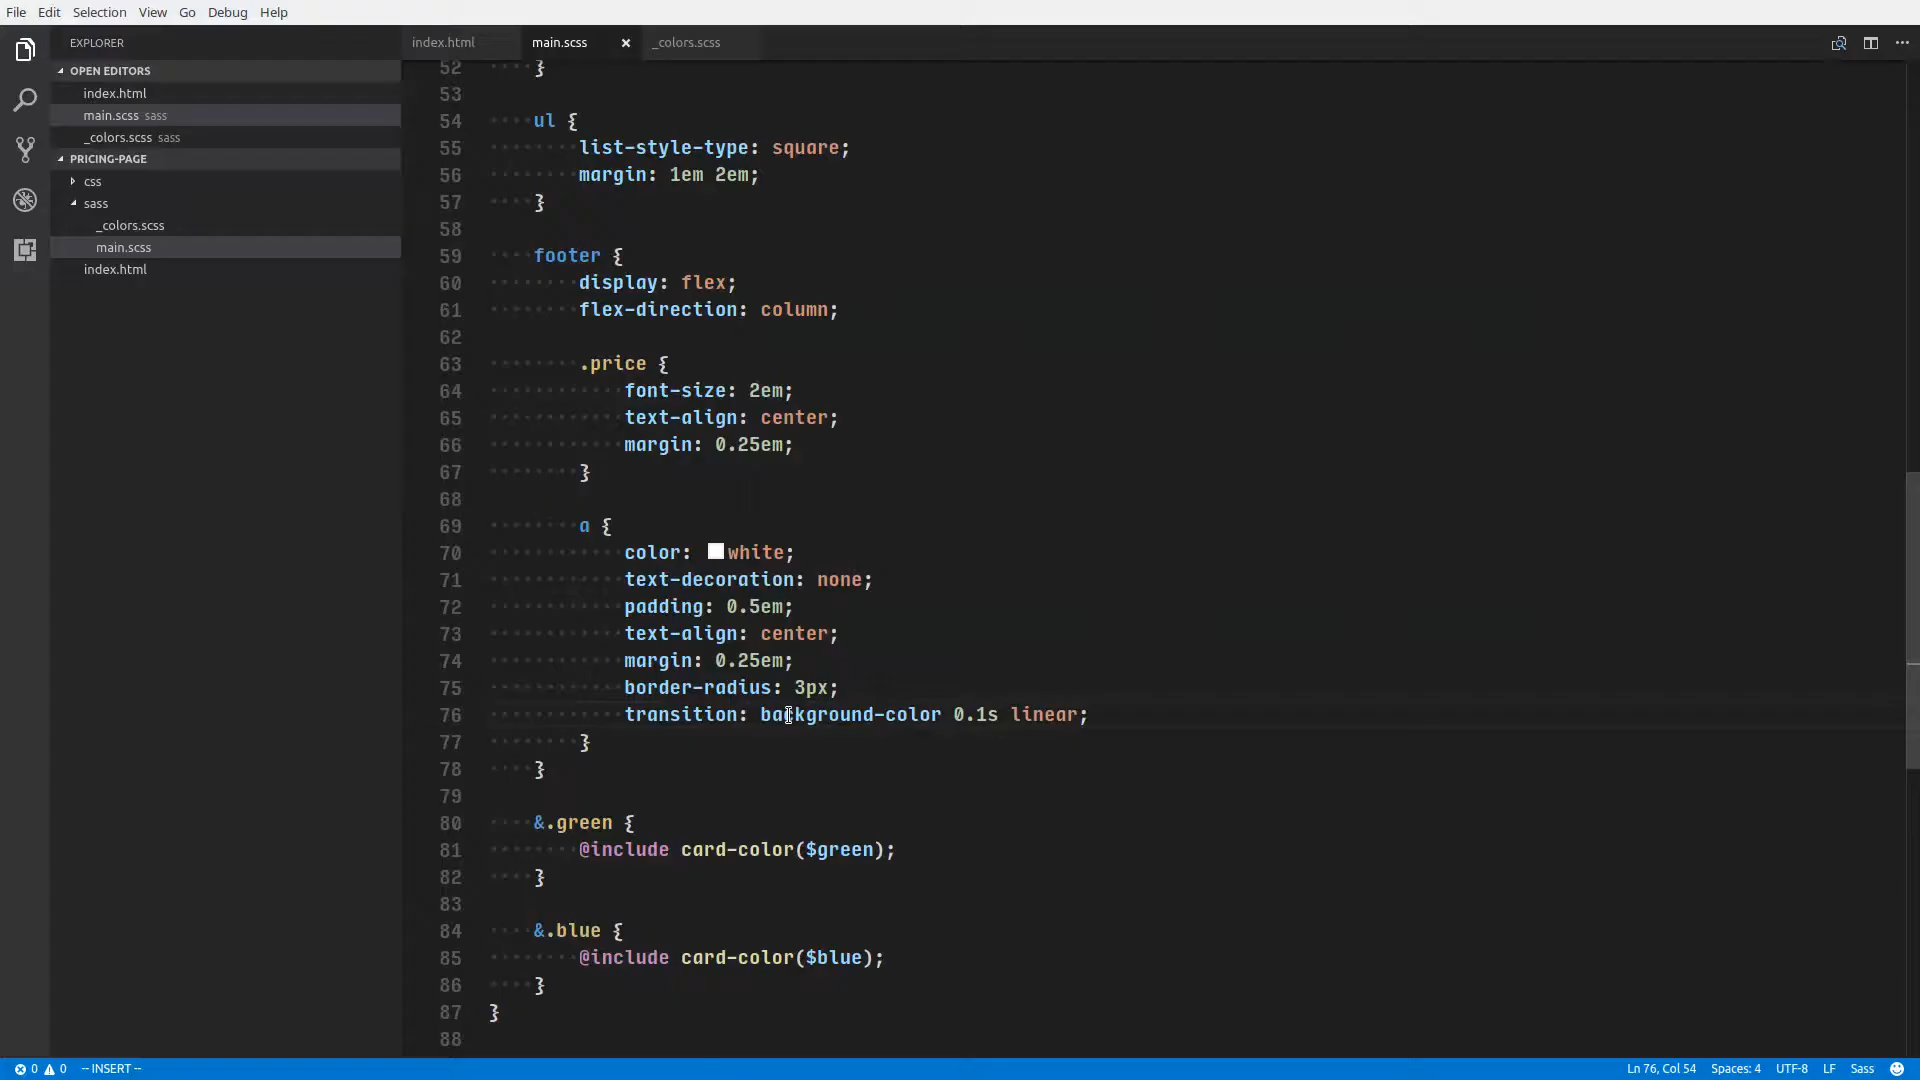 File Edit Selection View Go Debug Help
EXPLORER
index.html main.scss × _colors.scss
OPEN EDITORS
index.html
main.scss sass
_colors.scss sass
PRICING-PAGE
css
sass
_colors.scss
main.scss
index.html
52 }
53
54 ul {
55 list-style-type: square;
56 margin: 1em 2em;
57 }
58
59 footer {
60 display: flex;
61 flex-direction: column;
62
63 .price {
64 font-size: 2em;
65 text-align: center;
66 margin: 0.25em;
67 }
68
69 a {
70 color: white;
71 text-decoration: none;
72 padding: 0.5em;
73 text-align: center;
74 margin: 0.25em;
75 border-radius: 3px;
76 transition: background-color 0.1s linear;
77 }
78 }
79
80 &.green {
81 @include card-color($green);
82 }
83
84 &.blue {
85 @include card-color($blue);
86 }
87 }
88
0 0 -- INSERT -- Ln 76, Col 54 Spaces: 4 UTF-8 LF Sass